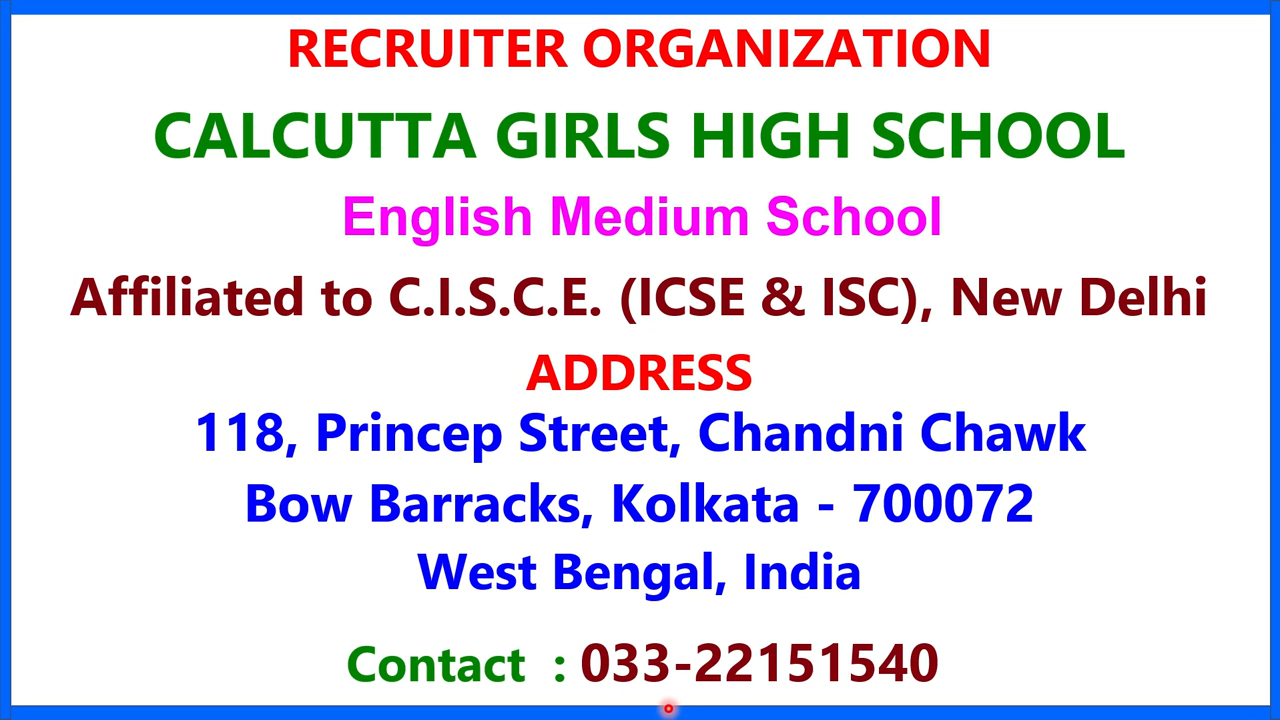 RECRUITER ORGANIZATION
CALCUTTA GIRLS HIGH SCHOOL
English Medium School
Affiliated to C.I.S.C.E. (ICSE & ISC), New Delhi
ADDRESS
118, Princep Street, Chandni Chawk
Bow Barracks, Kolkata - 700072
West Bengal, India
Contact : 033-22151540